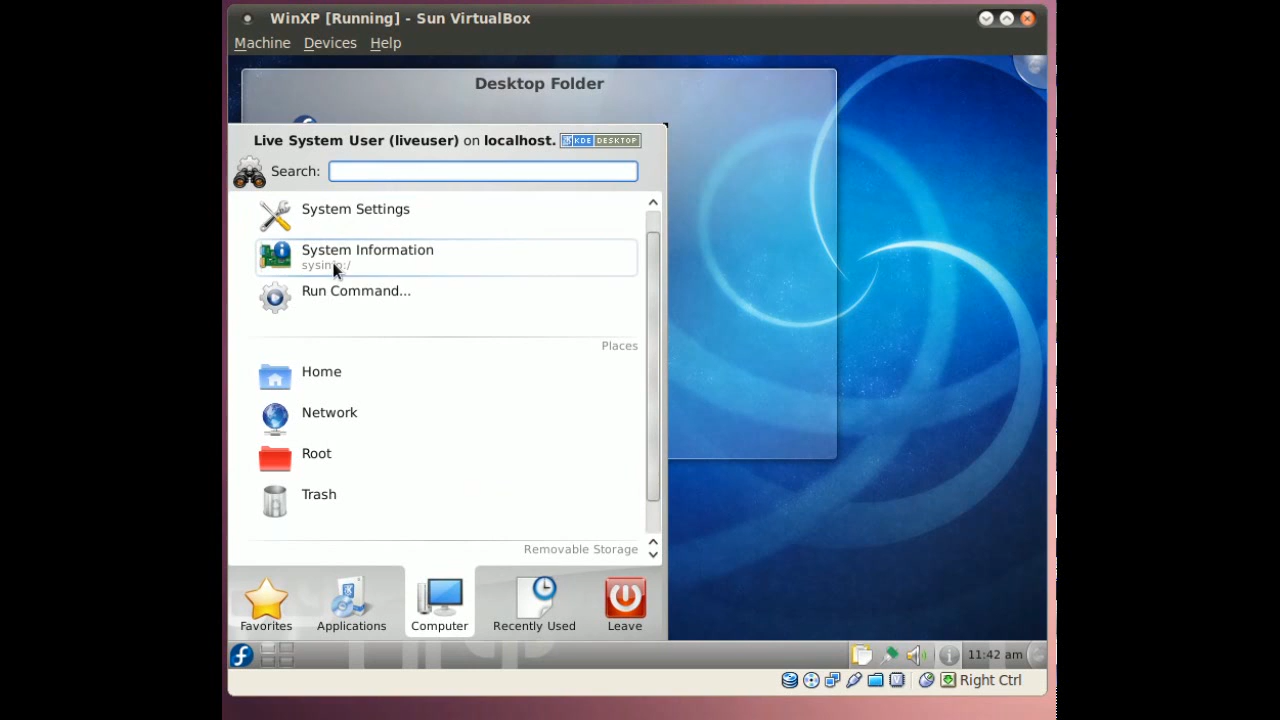 WinXP [Running] - Sun VirtualBox
Machine Devices Help
Desktop Folder
Live System User (liveuser) on localhost. KDE DESKTOP
Search:
System Settings
System Information
sysinfo:/
Run Command...
Places
Home
Network
Root
Trash
Removable Storage
Favorites Applications Computer Recently Used Leave
11:42 am
Right Ctrl